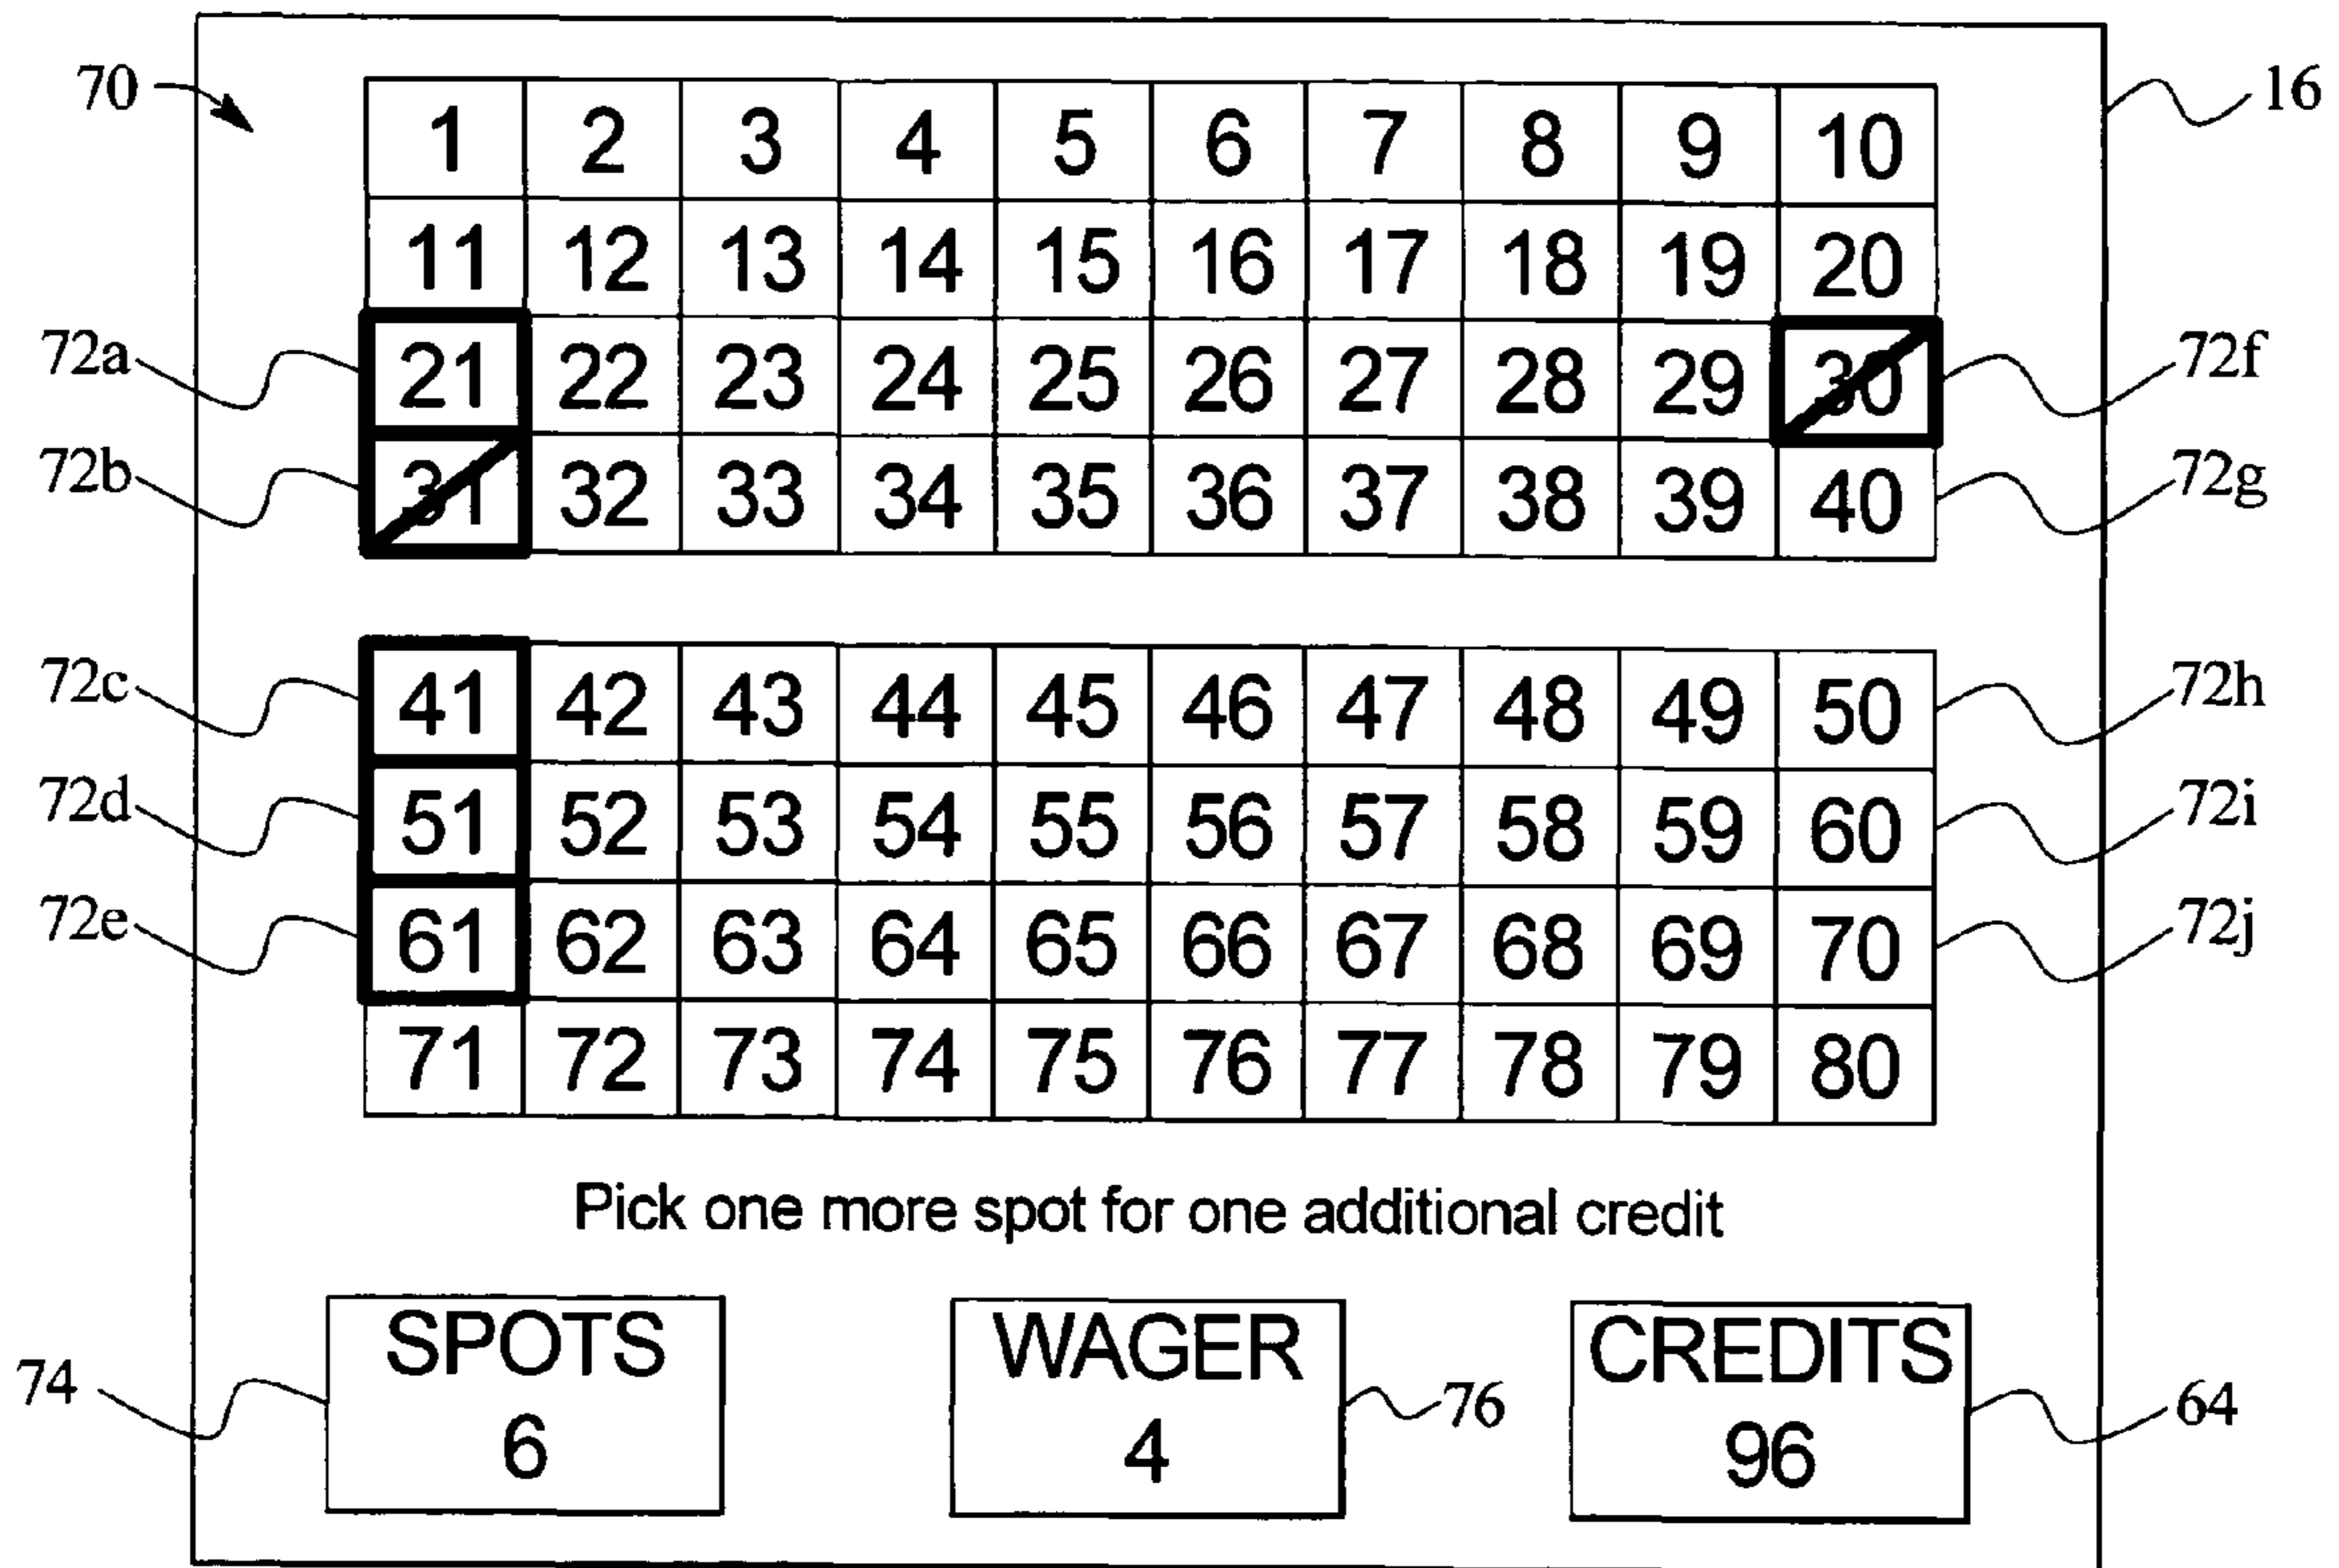 70 1 2 3 4 5 6 7 8 9 10 16
11 12 13 14 15 16 17 18 19 20
72a 21 22 23 24 25 26 27 28 29 30 72f
72b 31 32 33 34 35 36 37 38 39 40 72g
72c 41 42 43 44 45 46 47 48 49 50 72h
72d 51 52 53 54 55 56 57 58 59 60 72i
72e 61 62 63 64 65 66 67 68 69 70 72j
71 72 73 74 75 76 77 78 79 80
Pick one more spot for one additional credit
SPOTS WAGER CREDITS
74 6 4 76 96 64